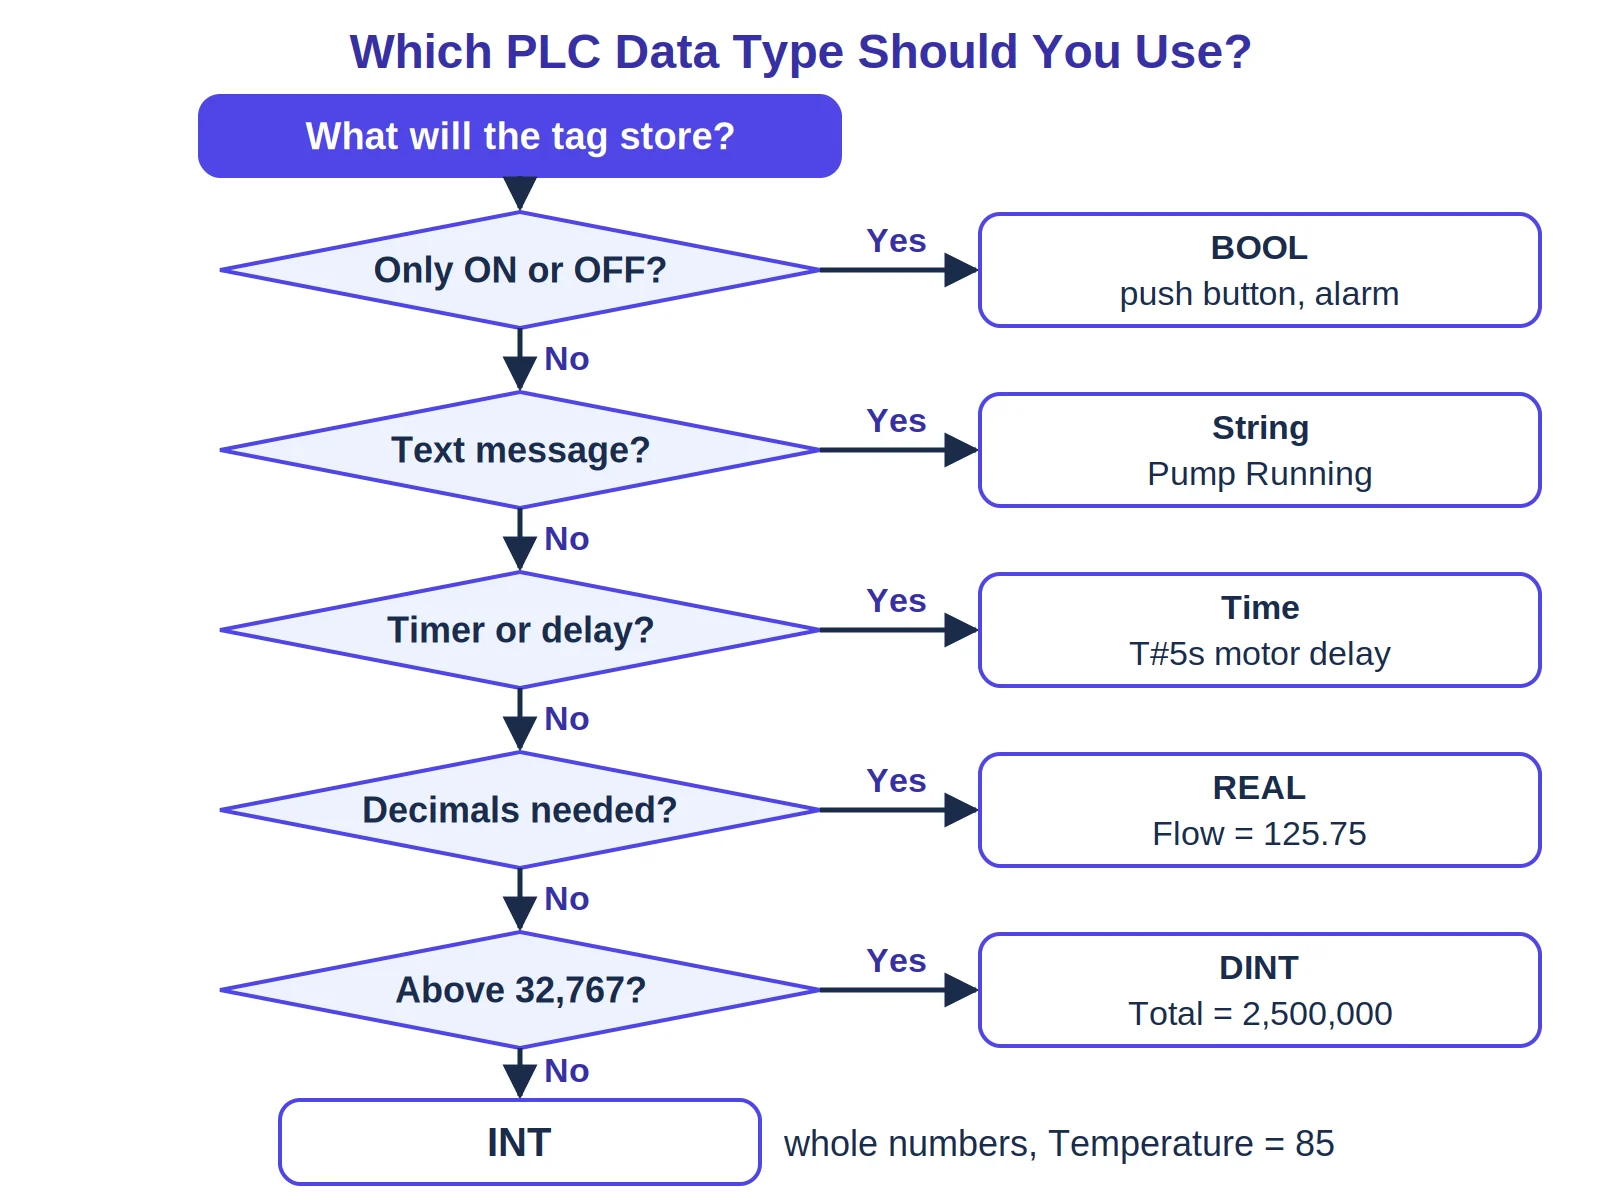 Which PLC Data Type Should You Use?
What will the tag store?
Only ON or OFF?
Yes
BOOL
push button, alarm
No
Text message?
Yes
String
Pump Running
No
Timer or delay?
Yes
Time
T#5s motor delay
No
Decimals needed?
Yes
REAL
Flow = 125.75
No
Above 32,767?
Yes
DINT
Total = 2,500,000
No
INT
whole numbers, Temperature = 85